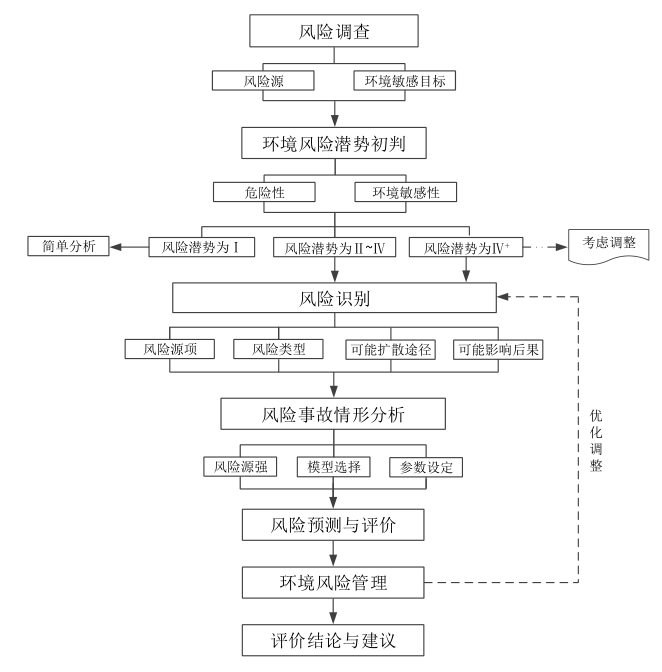 风险调查
风险源
环境敏感目标
环境风险潜势初判
危险性
环境敏感性
简单分析
风险潜势为Ⅰ
风险潜势为Ⅱ~Ⅳ
风险潜势为Ⅳ⁺
考虑调整
风险识别
风险源项
风险类型
可能扩散途径
可能影响后果
风险事故情形分析
优化调整
风险源强
模型选择
参数设定
风险预测与评价
环境风险管理
评价结论与建议